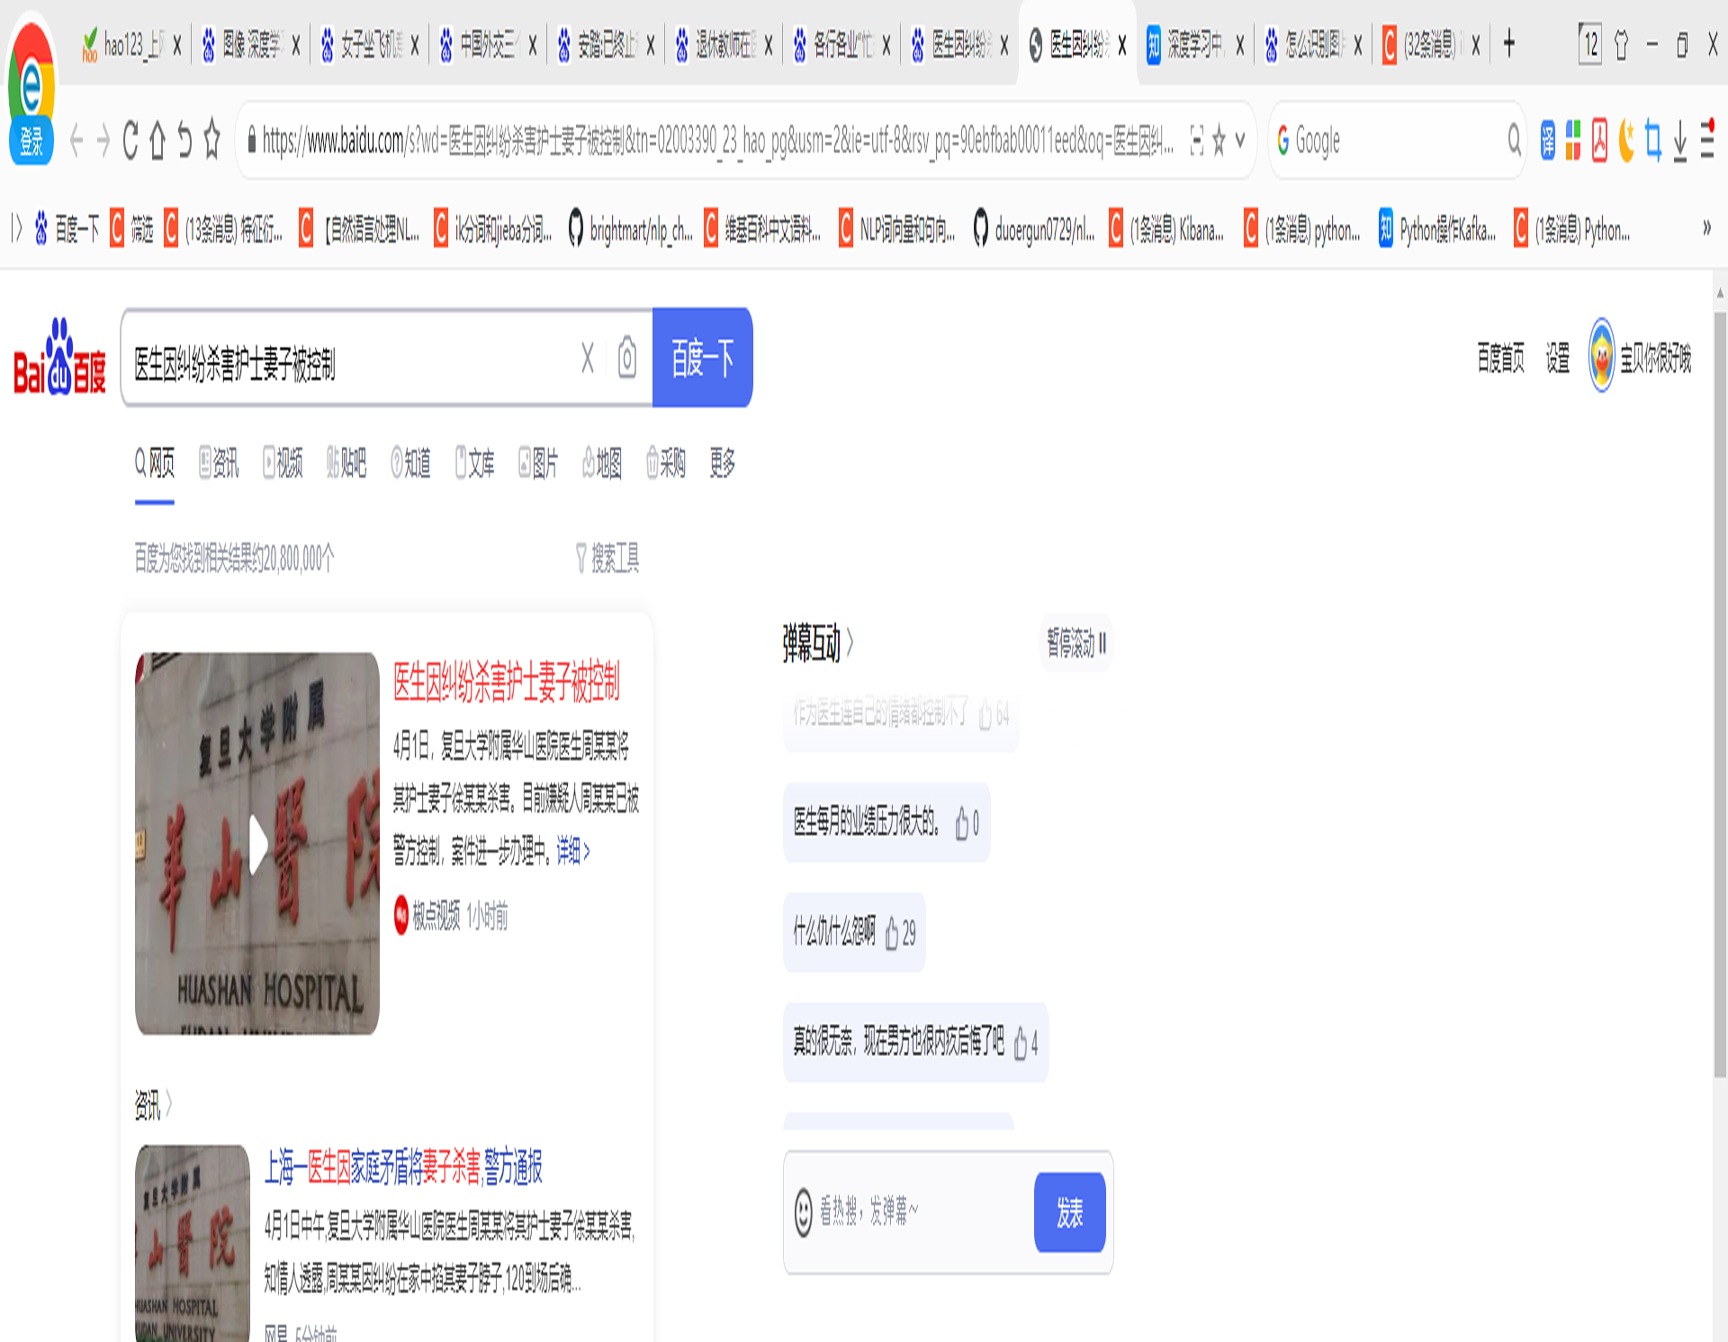 hao123_上
图像 深度学
女子坐飞机
中国外交三
安踏:已终止
退休教师在
各行各业“忙
医生因纠纷
医生因纠纷
知 深度学习中
怎么识别图
C (32条消息)
12
登录
https://www.baidu.com/s?wd=医生因纠纷杀害护士妻子被控制&tn=02003390_23_hao_pg&usm=2&ie=utf-8&rsv_pq=90ebfbab00011eed&oq=医生因纠...
Google
译
百度一下
C 筛选
C (13条消息) 特征衍...
C 【自然语言处理NL...
C ik分词和jieba分词...
brightmart/nlp_ch...
C 维基百科中文语料...
C NLP词向量和句向...
duoergun0729/nl...
C (1条消息) Kibana...
C (1条消息) python...
知 Python操作Kafka...
C (1条消息) Python...
»
Bai du 百度
医生因纠纷杀害护士妻子被控制
百度一下
百度首页 设置 宝贝你很好哦
网页 资讯 视频 贴吧 知道 文库 图片 地图 采购 更多
百度为您找到相关结果约20,800,000个
搜索工具
复旦大学附属
華山醫院
HUASHAN HOSPITAL
FUDAN UNIVERSITY
医生因纠纷杀害护士妻子被控制
4月1日，复旦大学附属华山医院医生周某某将
其护士妻子徐某某杀害。目前嫌疑人周某某已被
警方控制，案件进一步办理中。详细>
椒点视频 1小时前
弹幕互动
暂停滚动
作为医生连自己的情绪都控制不了 64
医生每月的业绩压力很大的。 0
什么仇什么怨啊 29
真的很无奈，现在男方也很内疚后悔了吧 4
看热搜，发弹幕~
发表
资讯
复旦大学附属
山醫院
HUASHAN HOSPITAL
FUDAN UNIVERSITY
上海一医生因家庭矛盾将妻子杀害,警方通报
4月1日中午,复旦大学附属华山医院医生周某某将其护士妻子徐某某杀害,
知情人透露,周某某因纠纷在家中掐其妻子脖子,120到场后确...
网易 5分钟前